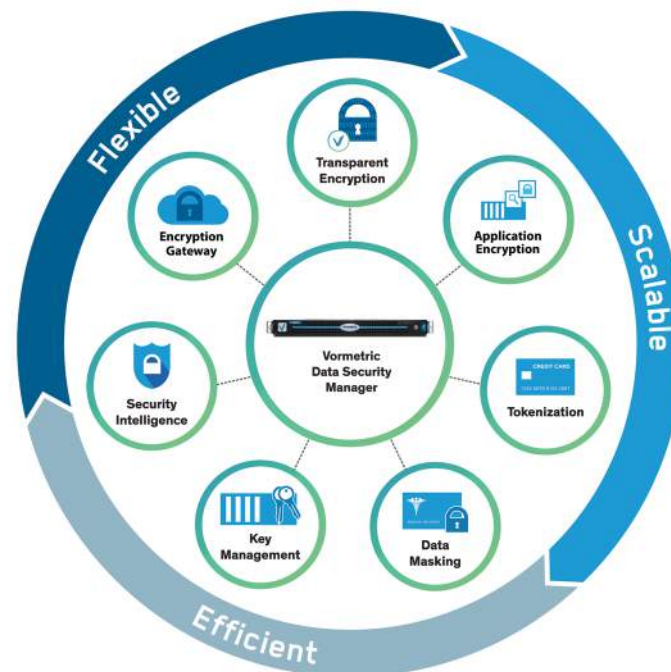 Flexible
Scalable
Efficient
Transparent
Encryption
Application
Encryption
Tokenization
CREDIT CARD
Data
Masking
Key
Management
Security
Intelligence
Encryption
Gateway
Vormetric
Data Security
Manager